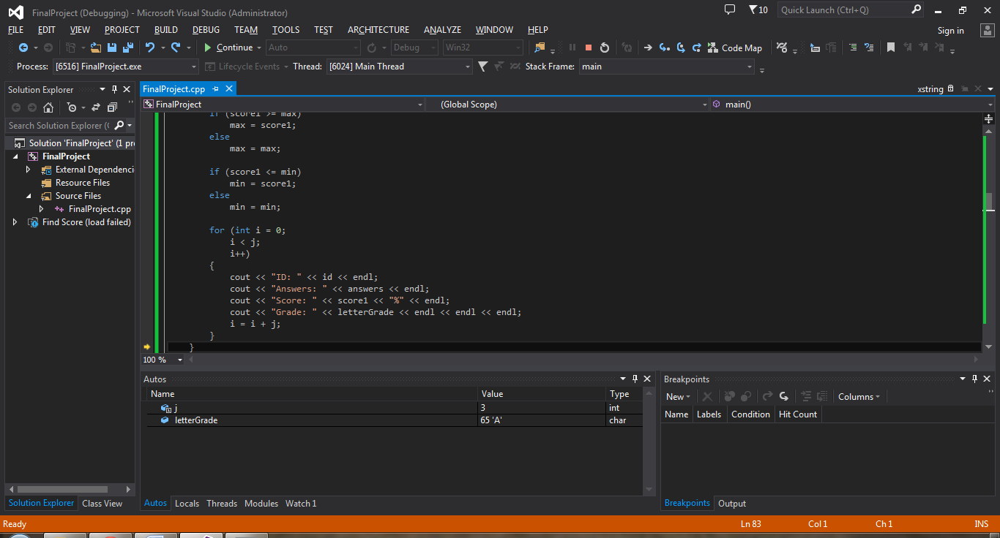 FinalProject (Debugging) - Microsoft Visual Studio (Administrator)
10
Quick Launch (Ctrl+Q)
FILE EDIT VIEW PROJECT BUILD DEBUG TEAM TOOLS TEST ARCHITECTURE ANALYZE WINDOW HELP
Sign in
Continue Auto Debug Win32 Code Map
Process: [6516] FinalProject.exe Lifecycle Events Thread: [6024] Main Thread Stack Frame: main
Solution Explorer
Search Solution Explorer (
Solution 'FinalProject' (1 pr
FinalProject
External Dependenci
Resource Files
Source Files
FinalProject.cpp
Find Score (load failed)
Solution Explorer Class View
FinalProject.cpp
xstring
FinalProject (Global Scope) main()
if (score1 >= max)
max = score1;
else
max = max;
if (score1 <= min)
min = score1;
else
min = min;
for (int i = 0;
i < j;
i++)
{
cout << "ID: " << id << endl;
cout << "Answers: " << answers << endl;
cout << "Score: " << score1 << "%" << endl;
cout << "Grade: " << letterGrade << endl << endl << endl;
i = i + j;
}
}
100 %
Autos
Name Value Type
j 3 int
letterGrade 65 'A' char
Autos Locals Threads Modules Watch 1
Breakpoints
New Columns
Name Labels Condition Hit Count
Breakpoints Output
Ready Ln 83 Col 1 Ch 1 INS